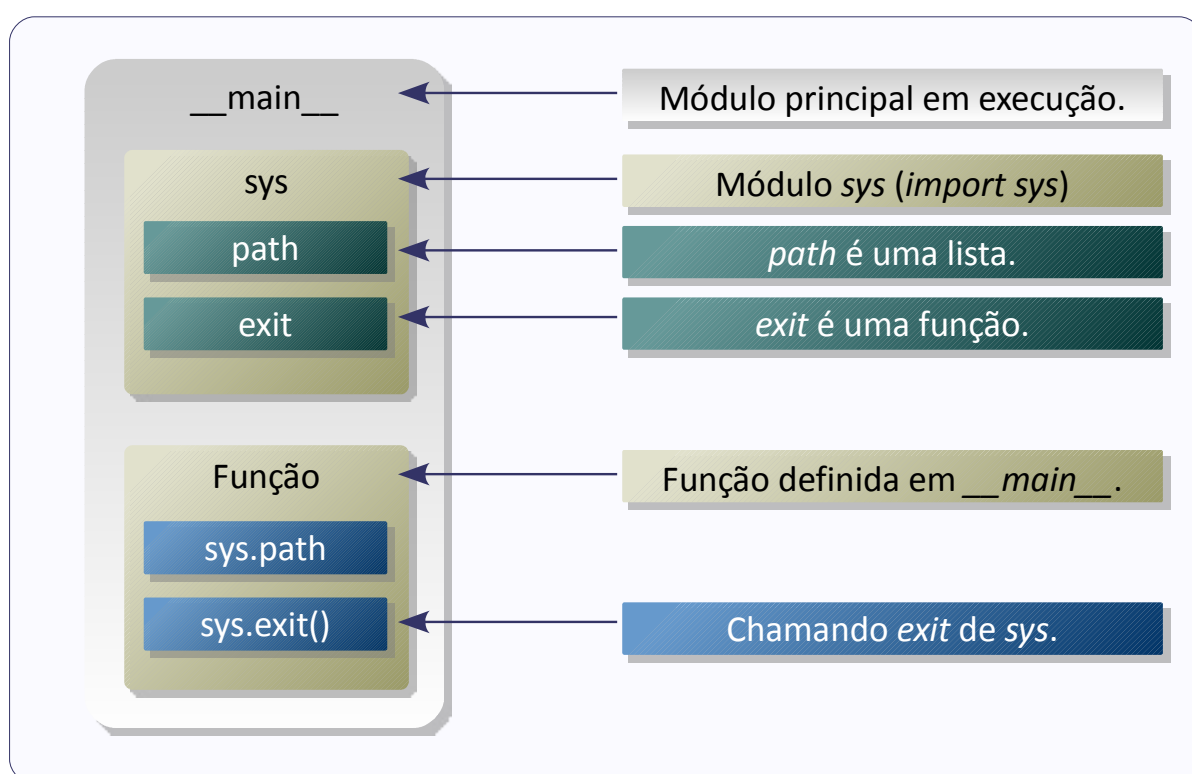 __main__
Módulo principal em execução.
sys
Módulo sys (import sys)
path
path é uma lista.
exit
exit é uma função.
Função
Função definida em __main__.
sys.path
sys.exit()
Chamando exit de sys.